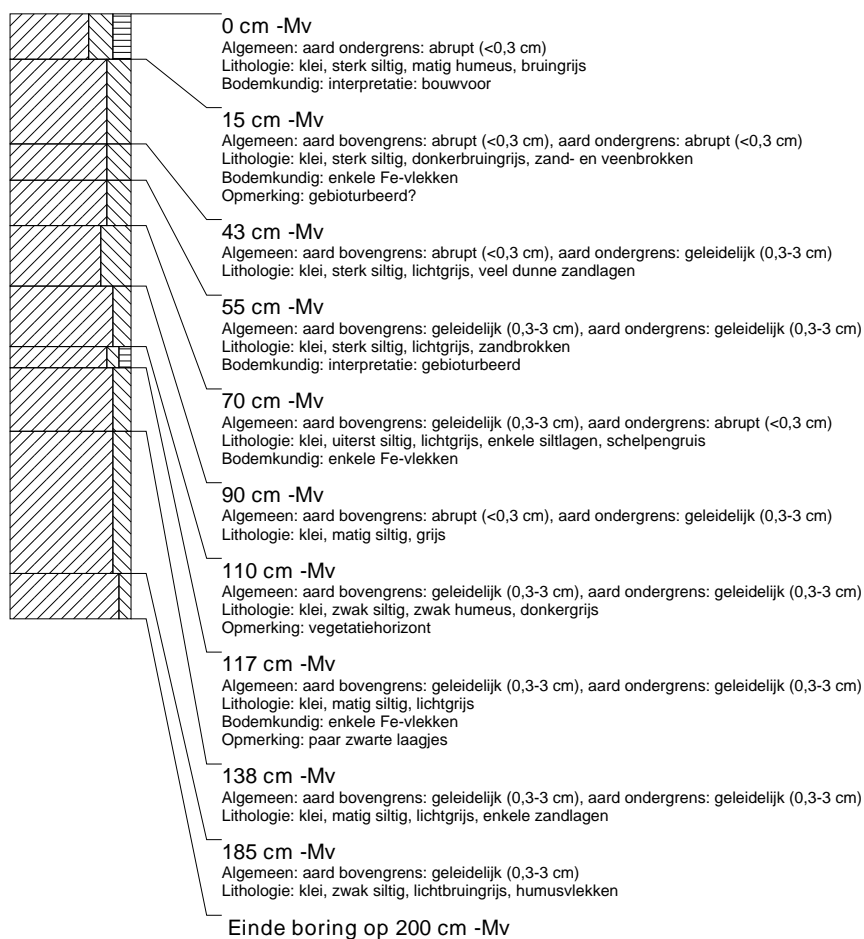 0 cm -Mv
Algemeen: aard ondergrens: abrupt (<0,3 cm)
Lithologie: klei, sterk siltig, matig humeus, bruingrijs
Bodemkundig: interpretatie: bouwvoor
15 cm -Mv
Algemeen: aard bovengrens: abrupt (<0,3 cm), aard ondergrens: abrupt (<0,3 cm)
Lithologie: klei, sterk siltig, donkerbruingrijs, zand- en veenbrokken
Bodemkundig: enkele Fe-vlekken
Opmerking: gebioturbeerd?
43 cm -Mv
Algemeen: aard bovengrens: abrupt (<0,3 cm), aard ondergrens: geleidelijk (0,3-3 cm)
Lithologie: klei, sterk siltig, lichtgrijs, veel dunne zandlagen
55 cm -Mv
Algemeen: aard bovengrens: geleidelijk (0,3-3 cm), aard ondergrens: geleidelijk (0,3-3 cm)
Lithologie: klei, sterk siltig, lichtgrijs, zandbrokken
Bodemkundig: interpretatie: gebioturbeerd
70 cm -Mv
Algemeen: aard bovengrens: geleidelijk (0,3-3 cm), aard ondergrens: abrupt (<0,3 cm)
Lithologie: klei, uiterst siltig, lichtgrijs, enkele siltlagen, schelpengruis
Bodemkundig: enkele Fe-vlekken
90 cm -Mv
Algemeen: aard bovengrens: abrupt (<0,3 cm), aard ondergrens: geleidelijk (0,3-3 cm)
Lithologie: klei, matig siltig, grijs
110 cm -Mv
Algemeen: aard bovengrens: geleidelijk (0,3-3 cm), aard ondergrens: geleidelijk (0,3-3 cm)
Lithologie: klei, zwak siltig, zwak humeus, donkergrijs
Opmerking: vegetatiehorizont
117 cm -Mv
Algemeen: aard bovengrens: geleidelijk (0,3-3 cm), aard ondergrens: geleidelijk (0,3-3 cm)
Lithologie: klei, matig siltig, lichtgrijs
Bodemkundig: enkele Fe-vlekken
Opmerking: paar zwarte laagjes
138 cm -Mv
Algemeen: aard bovengrens: geleidelijk (0,3-3 cm), aard ondergrens: geleidelijk (0,3-3 cm)
Lithologie: klei, matig siltig, lichtgrijs, enkele zandlagen
185 cm -Mv
Algemeen: aard bovengrens: geleidelijk (0,3-3 cm)
Lithologie: klei, zwak siltig, lichtbruingrijs, humusvlekken
Einde boring op 200 cm -Mv